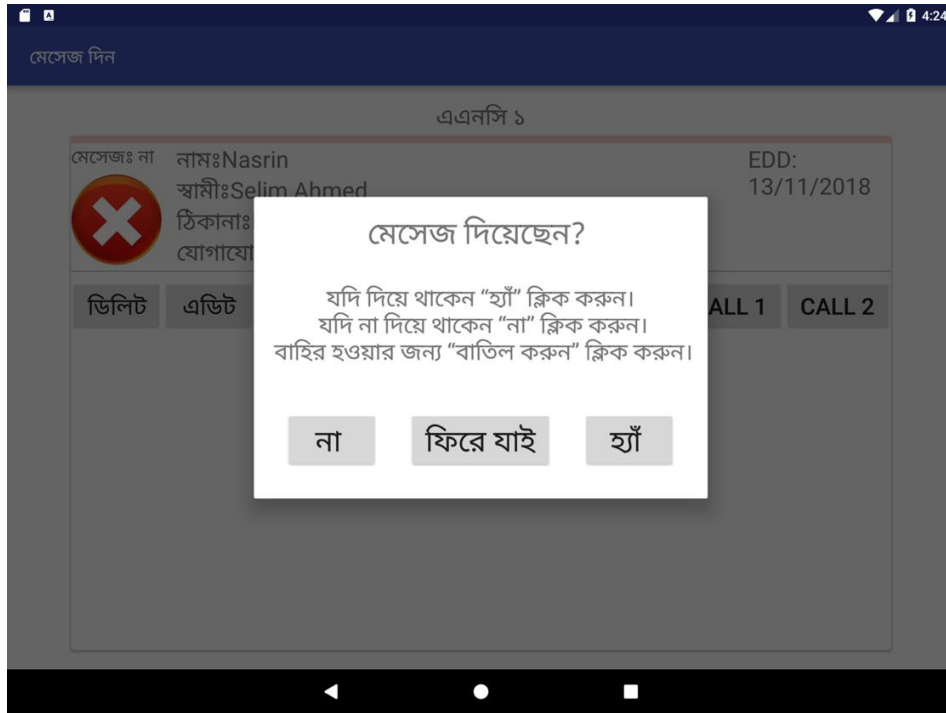 4:24
মেসেজ দিন
এএনসি ১
মেসেজঃ না
নামঃNasrin
EDD:
স্বামীঃSelim Ahmed
13/11/2018
ঠিকানাঃ
মেসেজ দিয়েছেন?
যদি দিয়ে থাকেন “হ্যাঁ” ক্লিক করুন।
যদি না দিয়ে থাকেন “না” ক্লিক করুন।
বাহির হওয়ার জন্য “বাতিল করুন” ক্লিক করুন।
ডিলিট এডিট ALL 1 CALL 2
না ফিরে যাই হ্যাঁ